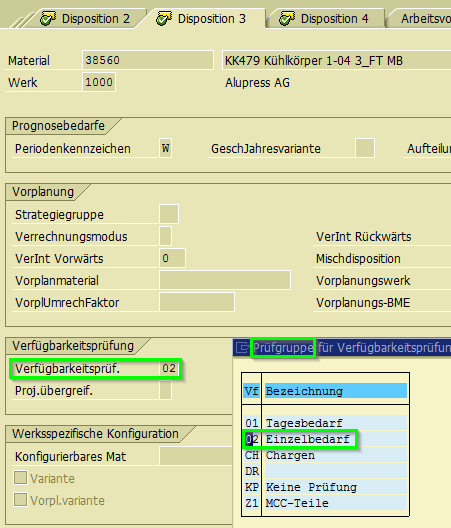 Disposition 2 Disposition 3 Disposition 4 Arbeitsvo
Material 38560 KK479 Kühlkörper 1-04 3_FT MB
Werk 1000 Alupress AG
Prognosebedarfe
Periodenkennzeichen W GeschJahresvariante Aufteilun
Vorplanung
Strategiegruppe
Verrechnungsmodus VerInt Rückwärts
VerInt Vorwärts 0 Mischdisposition
Vorplanmaterial Vorplanungswerk
VorplUmrechFaktor Vorplanungs-BME
Verfügbarkeitsprüfung
Verfügbarkeitsprüf. 02
Proj.übergreif.
Werksspezifische Konfiguration
Konfigurierbares Mat
Variante
Vorpl.variante
Prüfgruppe für Verfügbarkeitsprüfun
Vf Bezeichnung
01 Tagesbedarf
02 Einzelbedarf
CH Chargen
DR
KP Keine Prüfung
Z1 MCC-Teile